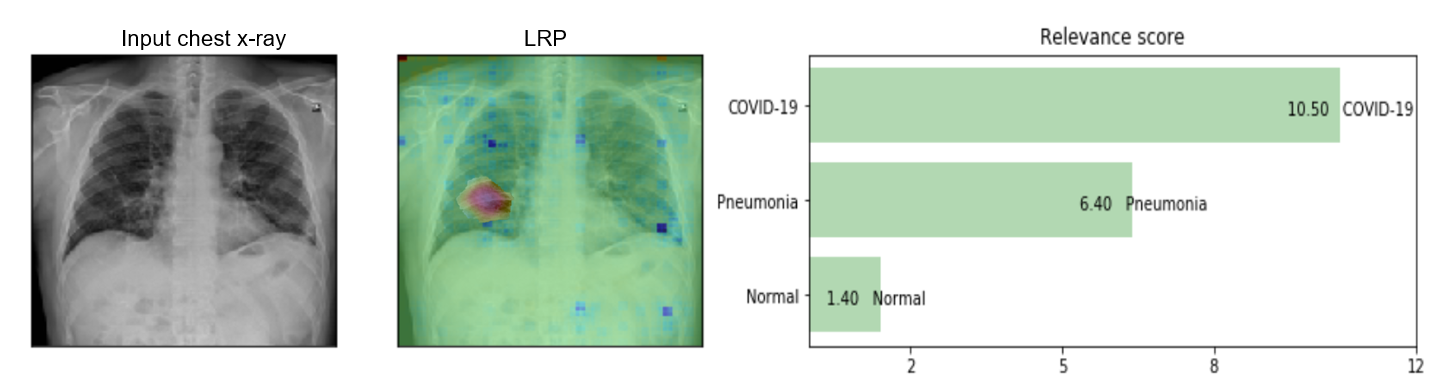 Input chest x-ray
LRP
Relevance score
COVID-19
10.50 COVID-19
Pneumonia
6.40 Pneumonia
Normal
1.40 Normal
2 5 8 12